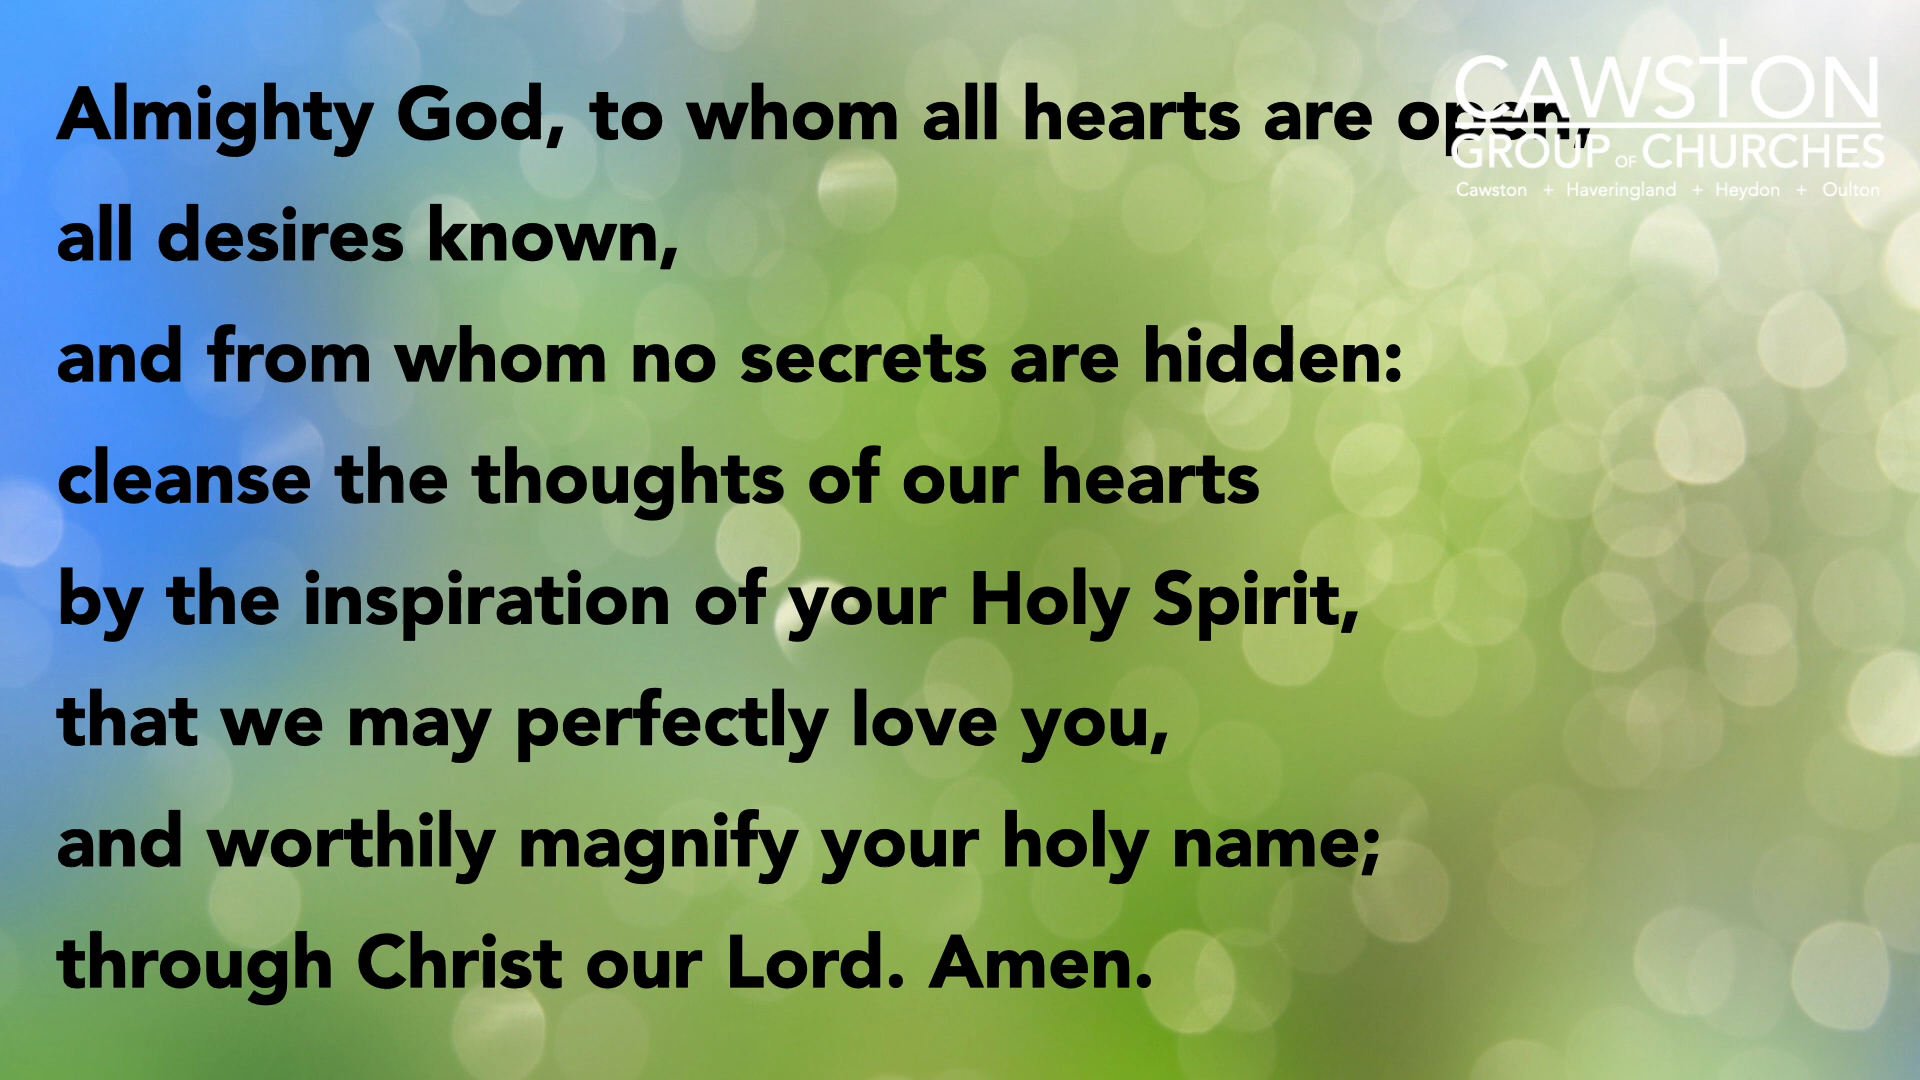 Almighty God, to whom all hearts are open,
all desires known,
and from whom no secrets are hidden:
cleanse the thoughts of our hearts
by the inspiration of your Holy Spirit,
that we may perfectly love you,
and worthily magnify your holy name;
through Christ our Lord. Amen.
CAWSTON
GROUP OF CHURCHES
Cawston + Haveringland + Heydon + Oulton